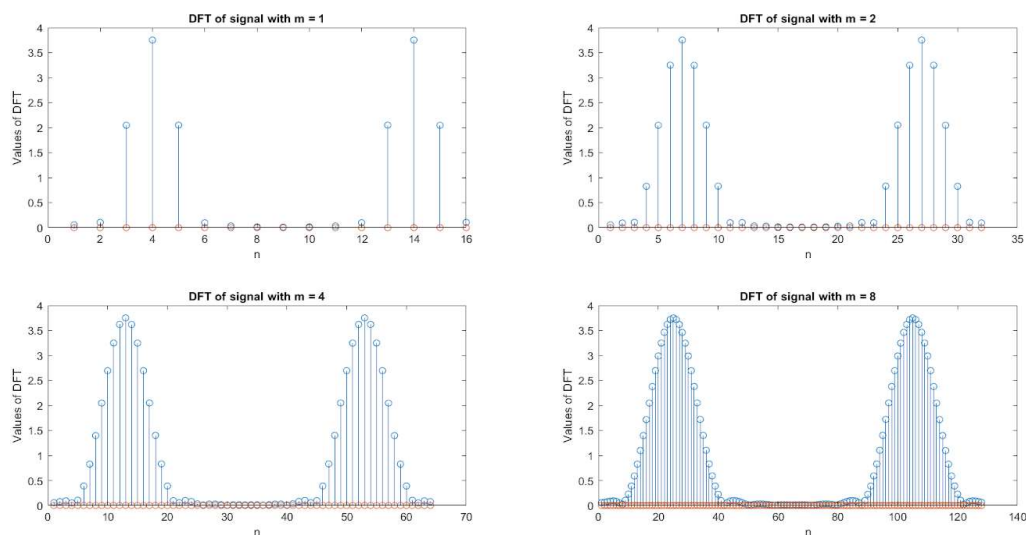 DFT of signal with m = 1
Values of DFT
4
3.5
3
2.5
2
1.5
1
0.5
0
0 2 4 6 8 10 12 14 16
n
DFT of signal with m = 2
Values of DFT
4
3.5
3
2.5
2
1.5
1
0.5
0
0 5 10 15 20 25 30 35
n
DFT of signal with m = 4
Values of DFT
4
3.5
3
2.5
2
1.5
1
0.5
0
0 10 20 30 40 50 60 70
n
DFT of signal with m = 8
Values of DFT
4
3.5
3
2.5
2
1.5
1
0.5
0
0 20 40 60 80 100 120 140
n